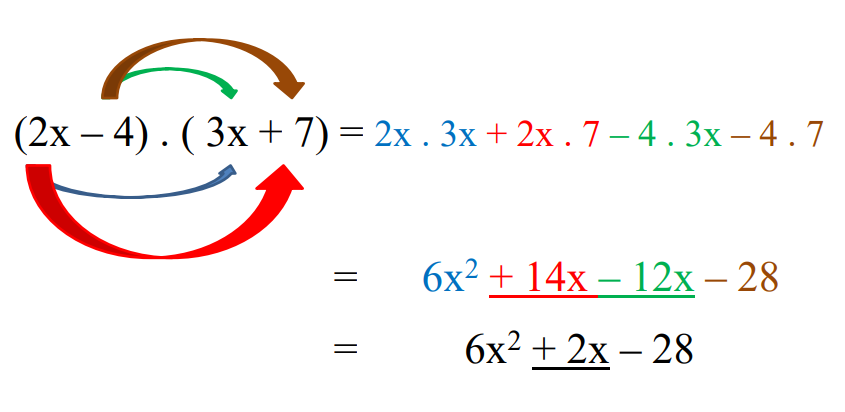 (2x – 4) . ( 3x + 7) = 2x . 3x + 2x . 7 – 4 . 3x – 4 . 7
= 6x² + 14x – 12x – 28
= 6x² + 2x – 28